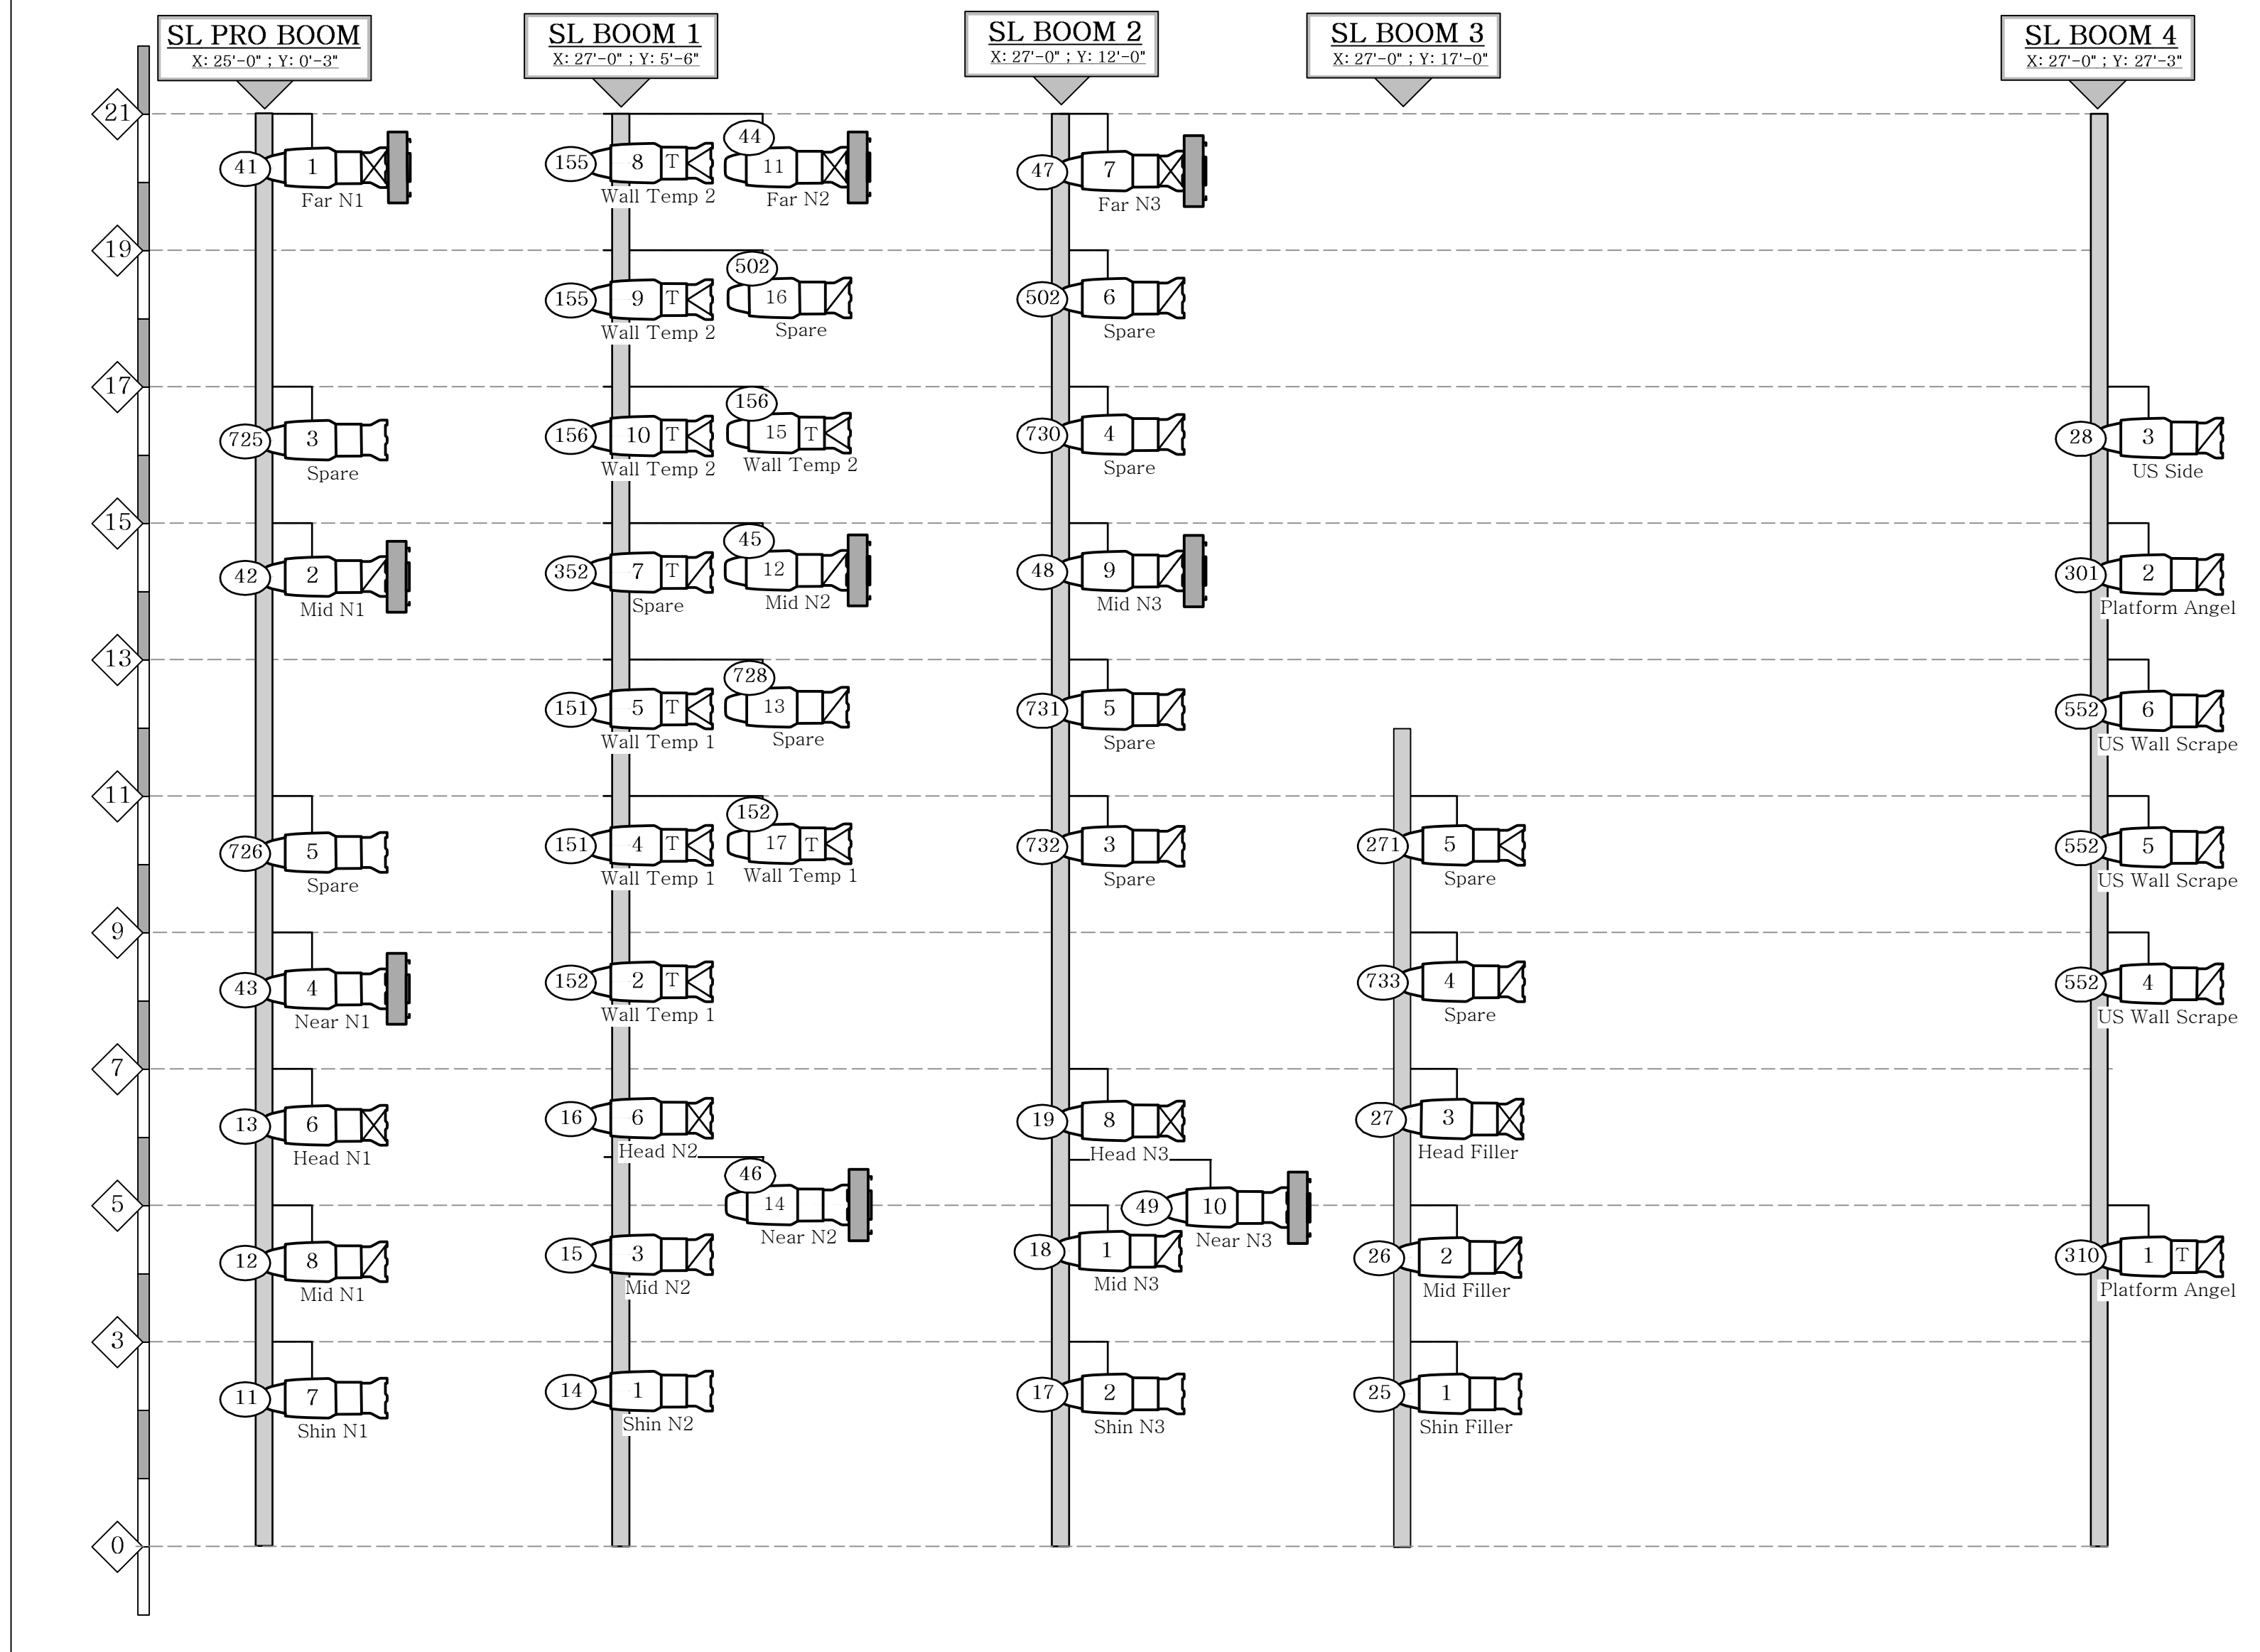 SL PRO BOOM
X: 25'-0" ; Y: 0'-3"
SL BOOM 1
X: 27'-0" ; Y: 5'-6"
SL BOOM 2
X: 27'-0" ; Y: 12'-0"
SL BOOM 3
X: 27'-0" ; Y: 17'-0"
SL BOOM 4
X: 27'-0" ; Y: 27'-3"
21
19
17
15
13
11
9
7
5
3
0
41 1
Far N1
725 3
Spare
42 2
Mid N1
726 5
Spare
43 4
Near N1
13 6
Head N1
12 8
Mid N1
11 7
Shin N1
155 8 T
Wall Temp 2
155 9 T
Wall Temp 2
156 10 T
Wall Temp 2
352 7 T
Spare
151 5 T
Wall Temp 1
151 4 T
Wall Temp 1
152 2 T
Wall Temp 1
16 6
Head N2
15 3
Mid N2
14 1
Shin N2
44
11
Far N2
502
16
Spare
156
15 T
Wall Temp 2
45
12
Mid N2
728
13
Spare
152
17 T
Wall Temp 1
46
14
Near N2
47 7
Far N3
502 6
Spare
730 4
Spare
48 9
Mid N3
731 5
Spare
732 3
Spare
19 8
Head N3
49 10
Near N3
18 1
Mid N3
17 2
Shin N3
271 5
Spare
733 4
Spare
27 3
Head Filler
26 2
Mid Filler
25 1
Shin Filler
28 3
US Side
301 2
Platform Angel
552 6
US Wall Scrape
552 5
US Wall Scrape
552 4
US Wall Scrape
310 1 T
Platform Angel